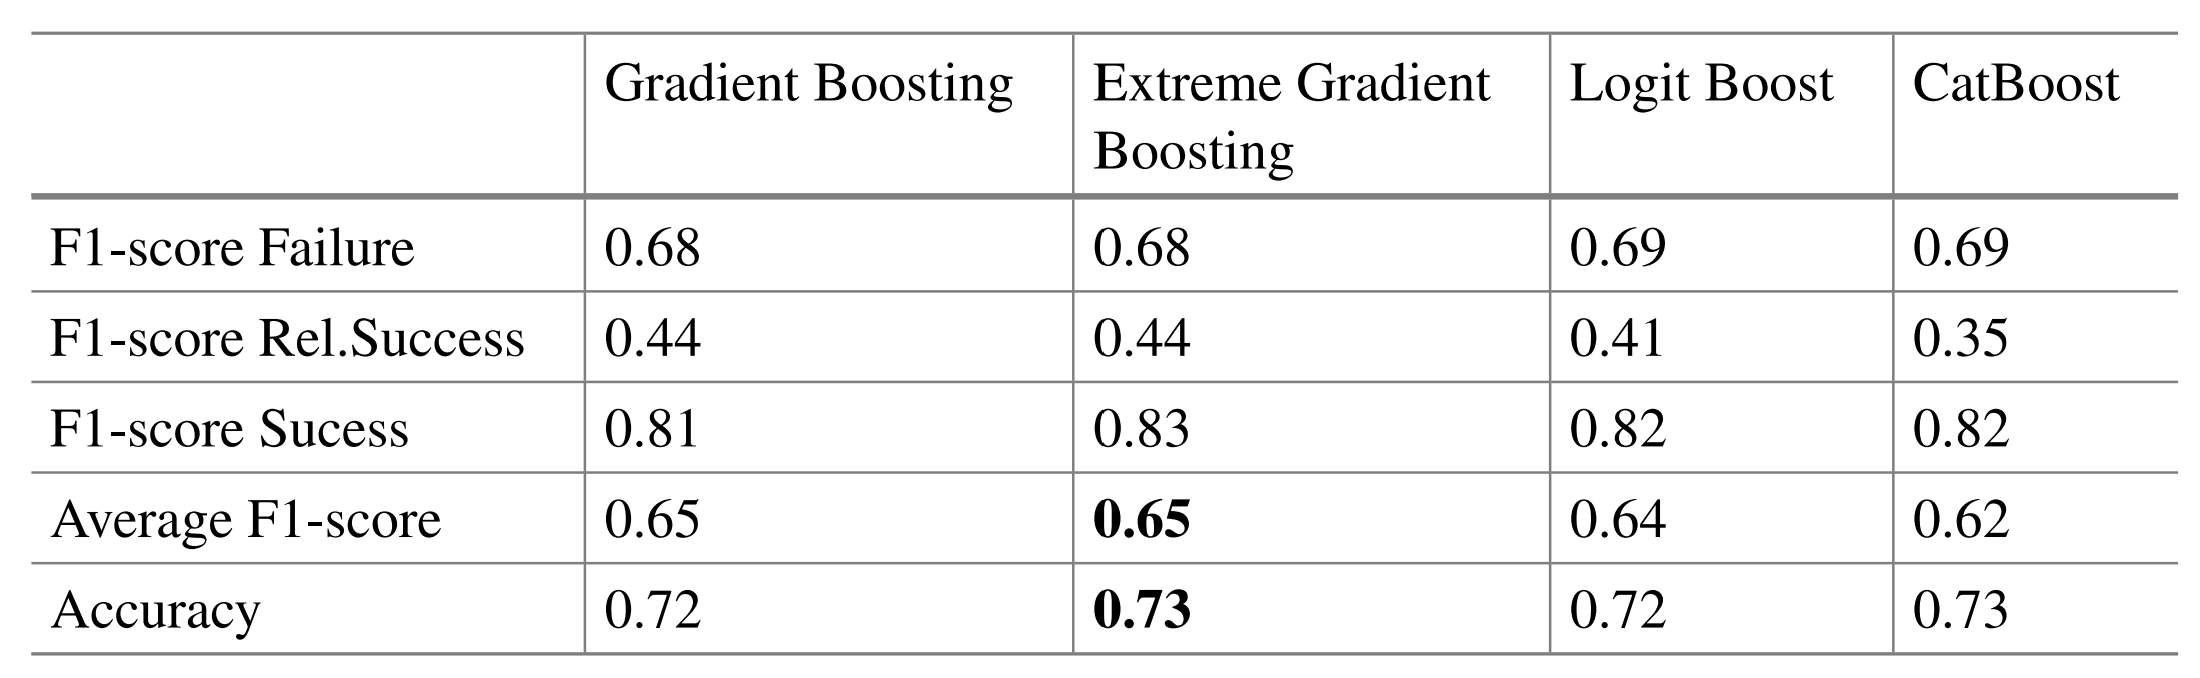 Gradient Boosting Extreme Gradient Logit Boost CatBoost
Boosting
F1-score Failure 0.68 0.68 0.69 0.69
F1-score Rel.Success 0.44 0.44 0.41 0.35
F1-score Sucess 0.81 0.83 0.82 0.82
Average F1-score 0.65 0.65 0.64 0.62
Accuracy 0.72 0.73 0.72 0.73